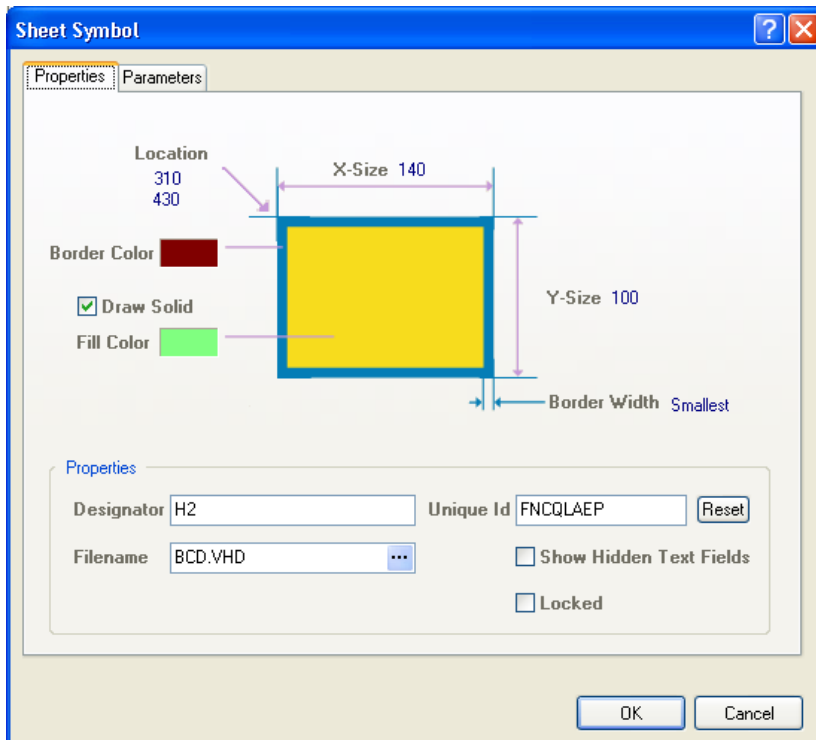 Sheet Symbol
Properties Parameters
Location
310
430
X-Size 140
Border Color
Draw Solid
Y-Size 100
Fill Color
Border Width Smallest
Properties
Designator H2 Unique Id FNCQLAEP Reset
Filename BCD.VHD ... Show Hidden Text Fields
Locked
OK Cancel